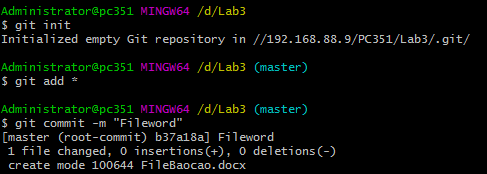 Administrator@pc351 MINGW64 /d/Lab3
$ git init
Initialized empty Git repository in //192.168.88.9/PC351/Lab3/.git/
Administrator@pc351 MINGW64 /d/Lab3 (master)
$ git add *
Administrator@pc351 MINGW64 /d/Lab3 (master)
$ git commit -m "Fileword"
[master (root-commit) b37a18a] Fileword
1 file changed, 0 insertions(+), 0 deletions(-)
create mode 100644 FileBaocao.docx